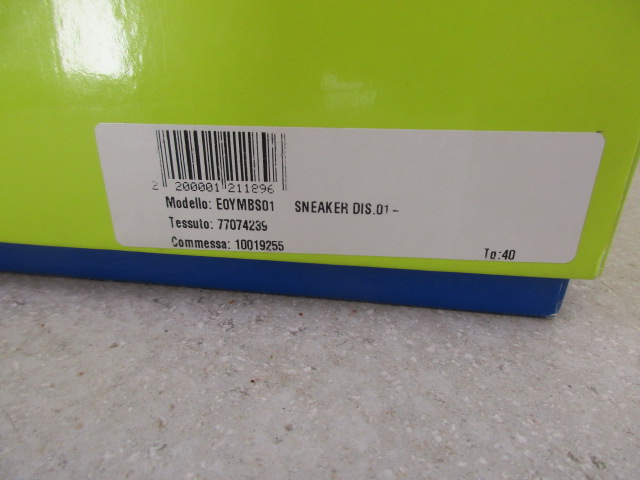 2 200001 211896
Modello: E0YMBS01 SNEAKER DIS.01-
Tessuto: 77074239
Commessa: 10019255
Tg:40